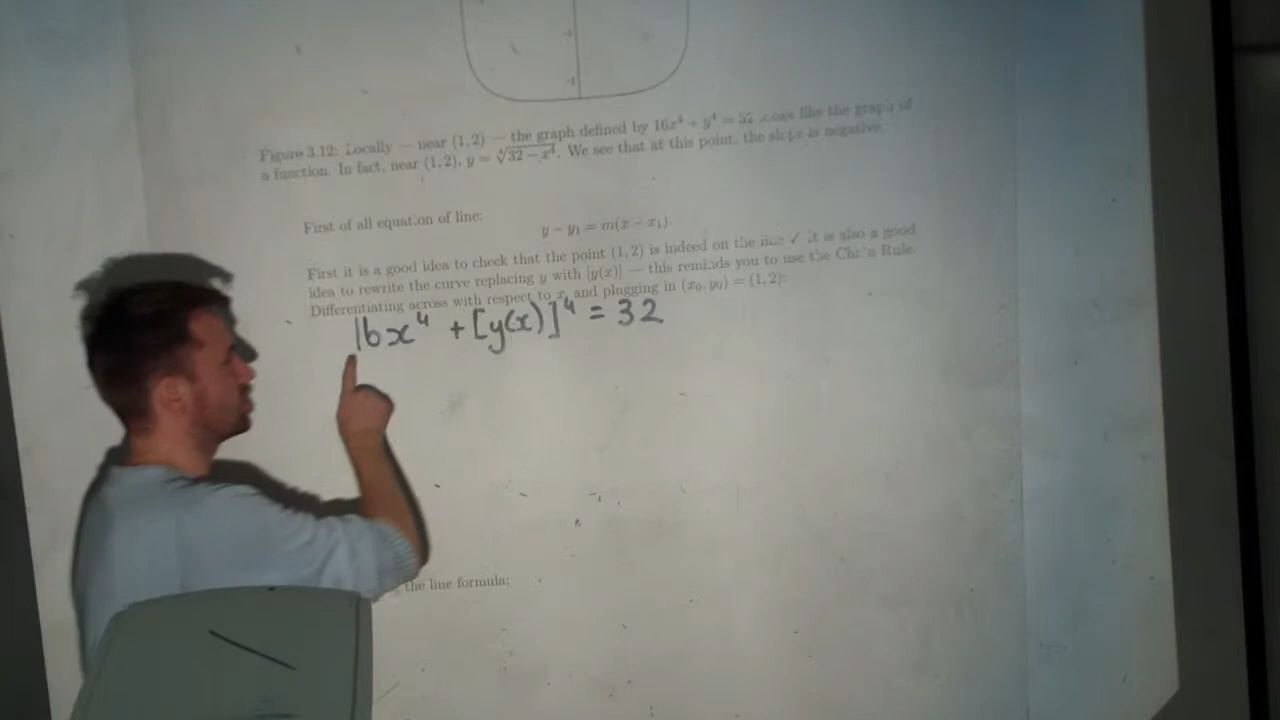 Figure 3.12: Locally — near (1, 2) — the graph defined by 16x⁴ + y⁴ = 32 looks like the graph of
a function. In fact, near (1, 2), y = ∜32 − x⁴. We see that at this point, the slope is negative.
First of all equation of line:
y − y₁ = m(x − x₁).
First it is a good idea to check that the point (1, 2) is indeed on the line ✓ it is also a good
idea to rewrite the curve replacing y with [y(x)] — this reminds you to use the Chain Rule.
Differentiating across with respect to x, and plugging in (x₀, y₀) = (1, 2):
16x⁴ + [y(x)]⁴ = 32
the line formula: